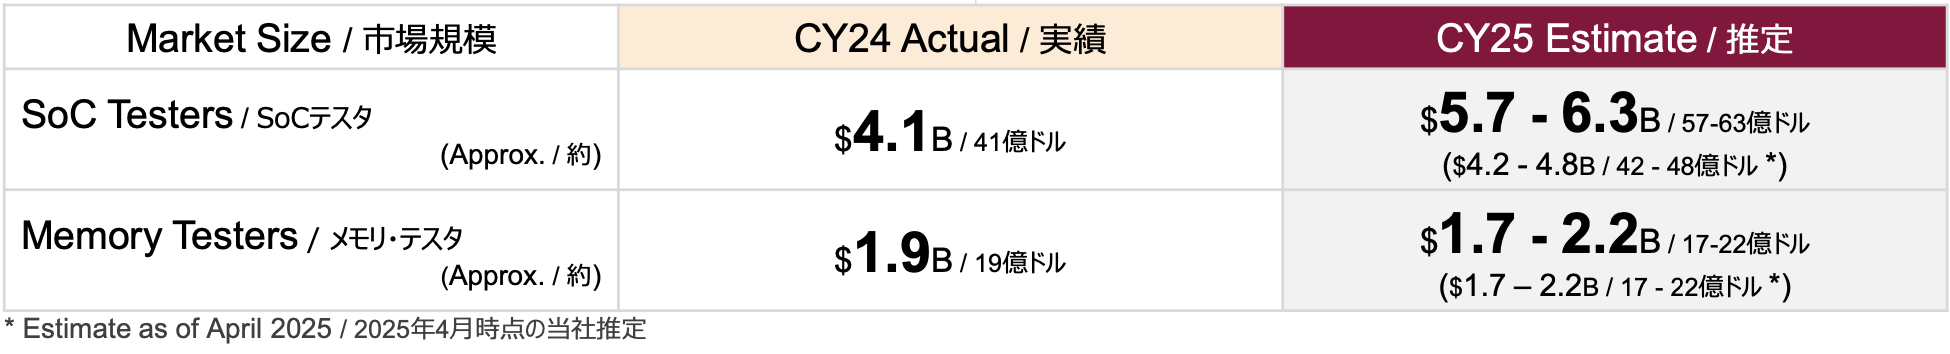 Market Size / 市場規模
CY24 Actual / 実績
CY25 Estimate / 推定
SoC Testers / SoCテスタ
(Approx. / 約)
$4.1B / 41億ドル
$5.7 - 6.3B / 57-63億ドル
($4.2 - 4.8B / 42 - 48億ドル *)
Memory Testers / メモリ・テスタ
(Approx. / 約)
$1.9B / 19億ドル
$1.7 - 2.2B / 17-22億ドル
($1.7 – 2.2B / 17 - 22億ドル *)
* Estimate as of April 2025 / 2025年4月時点の当社推定